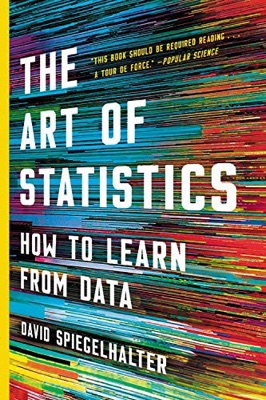 THE
ART OF
STATISTICS
"THIS BOOK SHOULD BE REQUIRED READING . . .
A TOUR DE FORCE." —POPULAR SCIENCE
HOW TO LEARN
FROM DATA
DAVID SPIEGELHALTER